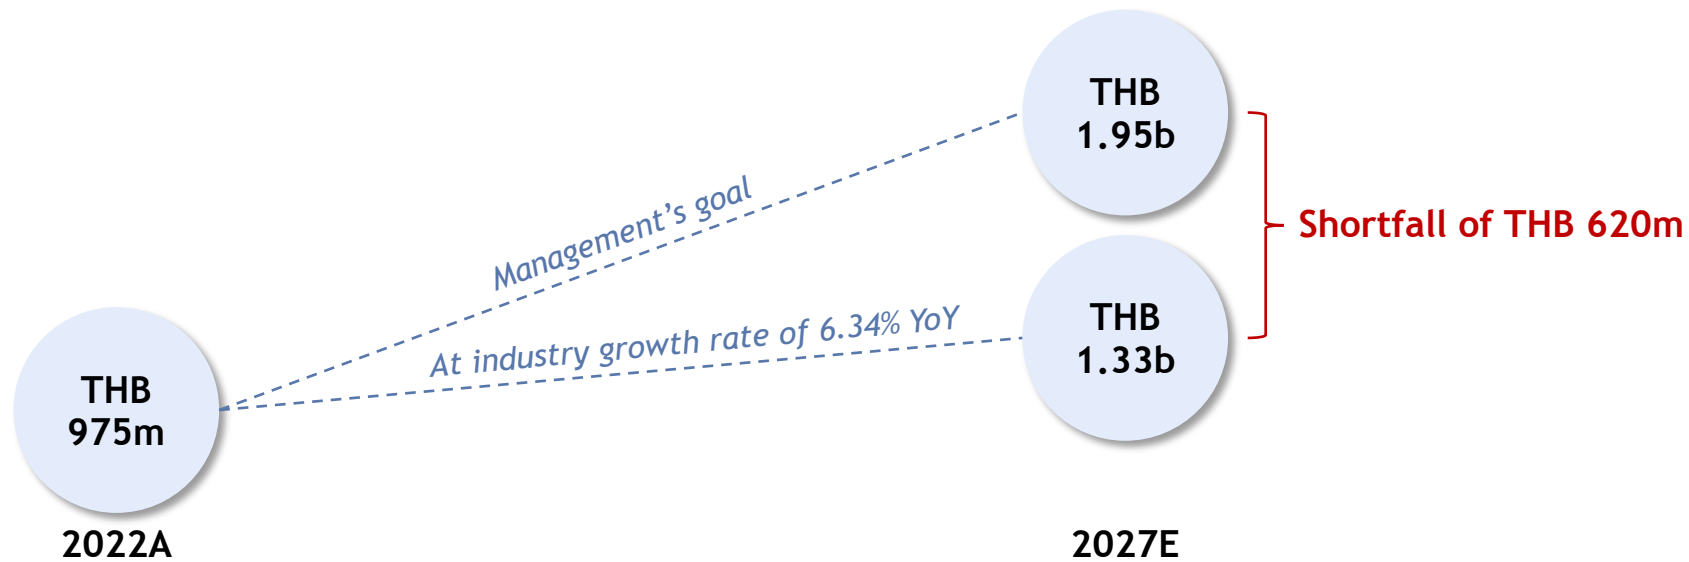 THB
1.95b
Management's goal
Shortfall of THB 620m
At industry growth rate of 6.34% YoY
THB
1.33b
THB
975m
2022A
2027E